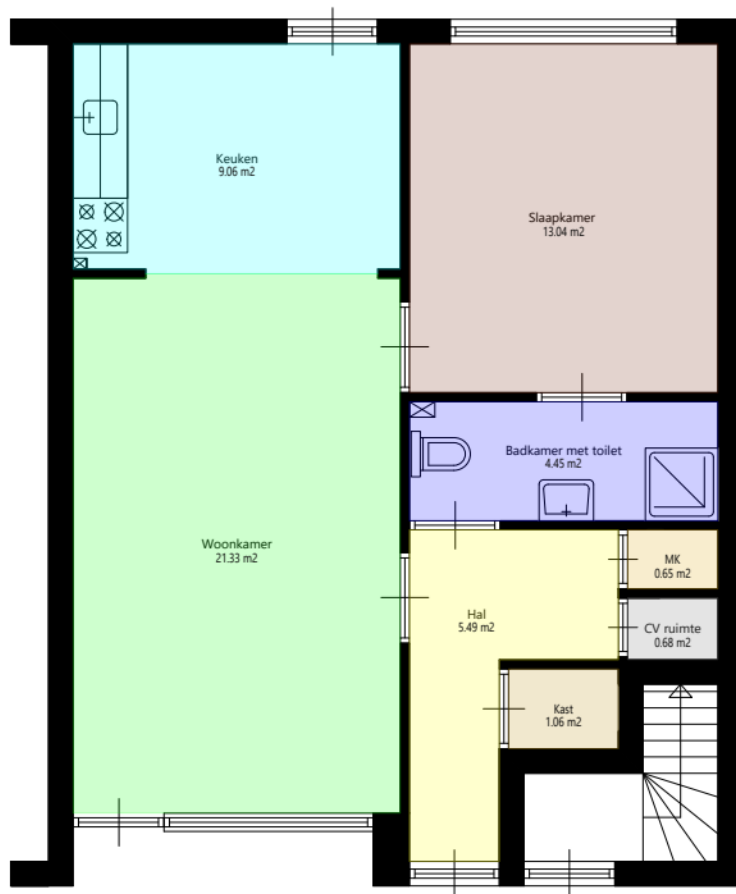 Keuken
9.06 m2
Slaapkamer
13.04 m2
Badkamer met toilet
4.45 m2
Woonkamer
21.33 m2
MK
0.65 m2
Hal
5.49 m2
CV ruimte
0.68 m2
Kast
1.06 m2